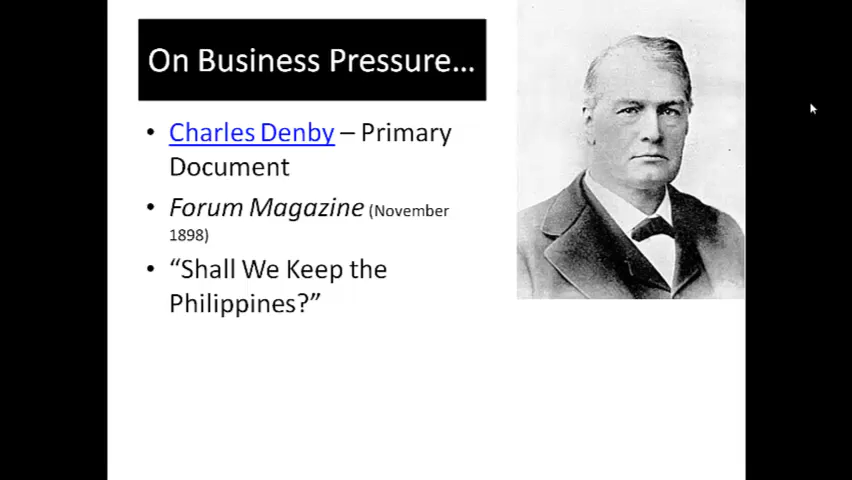 On Business Pressure...
• Charles Denby – Primary
Document
• Forum Magazine (November
1898)
• “Shall We Keep the
Philippines?”